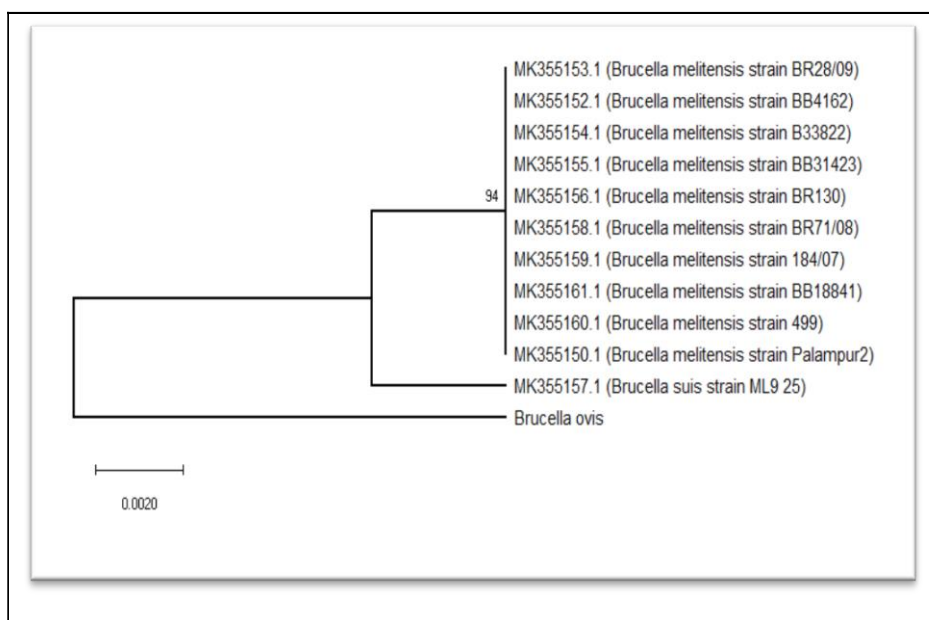 MK355153.1 (Brucella melitensis strain BR28/09)
MK355152.1 (Brucella melitensis strain BB4162)
MK355154.1 (Brucella melitensis strain B33822)
MK355155.1 (Brucella melitensis strain BB31423)
94
MK355156.1 (Brucella melitensis strain BR130)
MK355158.1 (Brucella melitensis strain BR71/08)
MK355159.1 (Brucella melitensis strain 184/07)
MK355161.1 (Brucella melitensis strain BB18841)
MK355160.1 (Brucella melitensis strain 499)
MK355150.1 (Brucella melitensis strain Palampur2)
MK355157.1 (Brucella suis strain ML9 25)
Brucella ovis
0.0020